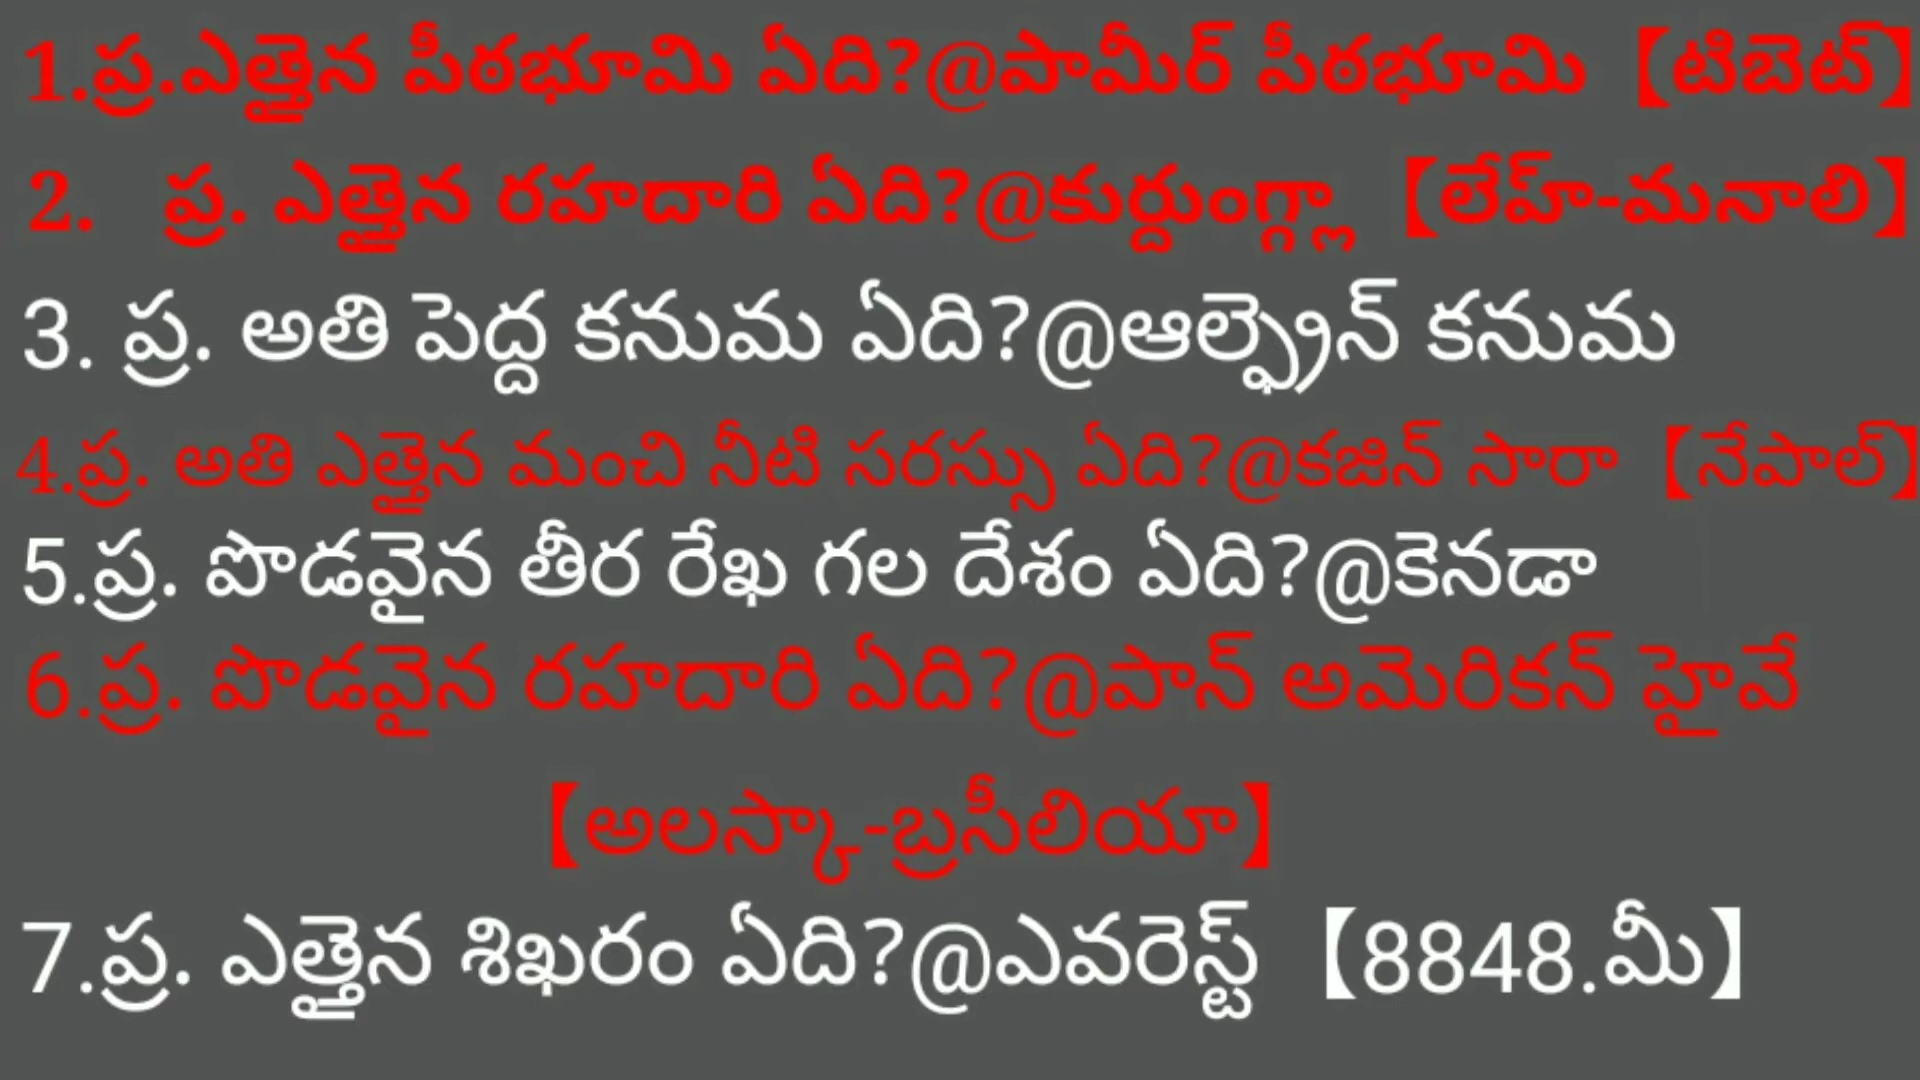 1.ప్ర.ఎత్తైన పీఠభూమి ఏది?@పామీర్ పీఠభూమి【టిబెట్】
2. ప్ర. ఎత్తైన రహదారి ఏది?@కుర్దుంగ్లా【లేహ్-మనాలి】
3. ప్ర. అతి పెద్ద కనుమ ఏది?@ఆల్ఫ్రెన్ కనుమ
4.ప్ర. అతి ఎత్తైన మంచి నీటి సరస్సు ఏది?@కజిన్ సారా【నేపాల్】
5.ప్ర. పొడవైన తీర రేఖ గల దేశం ఏది?@కెనడా
6.ప్ర. పొడవైన రహదారి ఏది?@పాన్ అమెరికన్ హైవే
【అలస్కా-బ్రసీలియా】
7.ప్ర. ఎత్తైన శిఖరం ఏది?@ఎవరెస్ట్【8848.మీ】